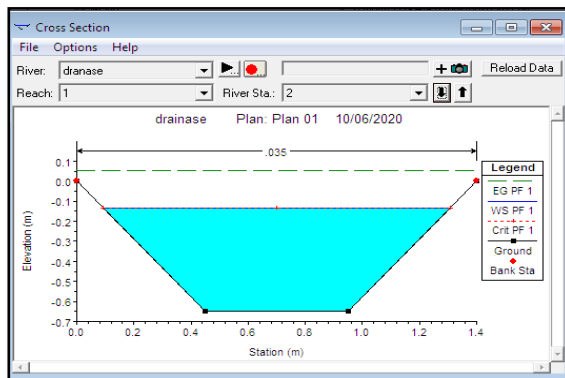 Cross Section
File Options Help
River: dranase
Reload Data
Reach: 1 River Sta.: 2
dranase Plan: Plan 01 10/06/2020
.035
Legend
EG PF 1
WS PF 1
Crit PF 1
Ground
Bank Sta
Elevation (m)
0.1
0.0
-0.1
-0.2
-0.3
-0.4
-0.5
-0.6
-0.7
0.0 0.2 0.4 0.6 0.8 1.0 1.2 1.4
Station (m)